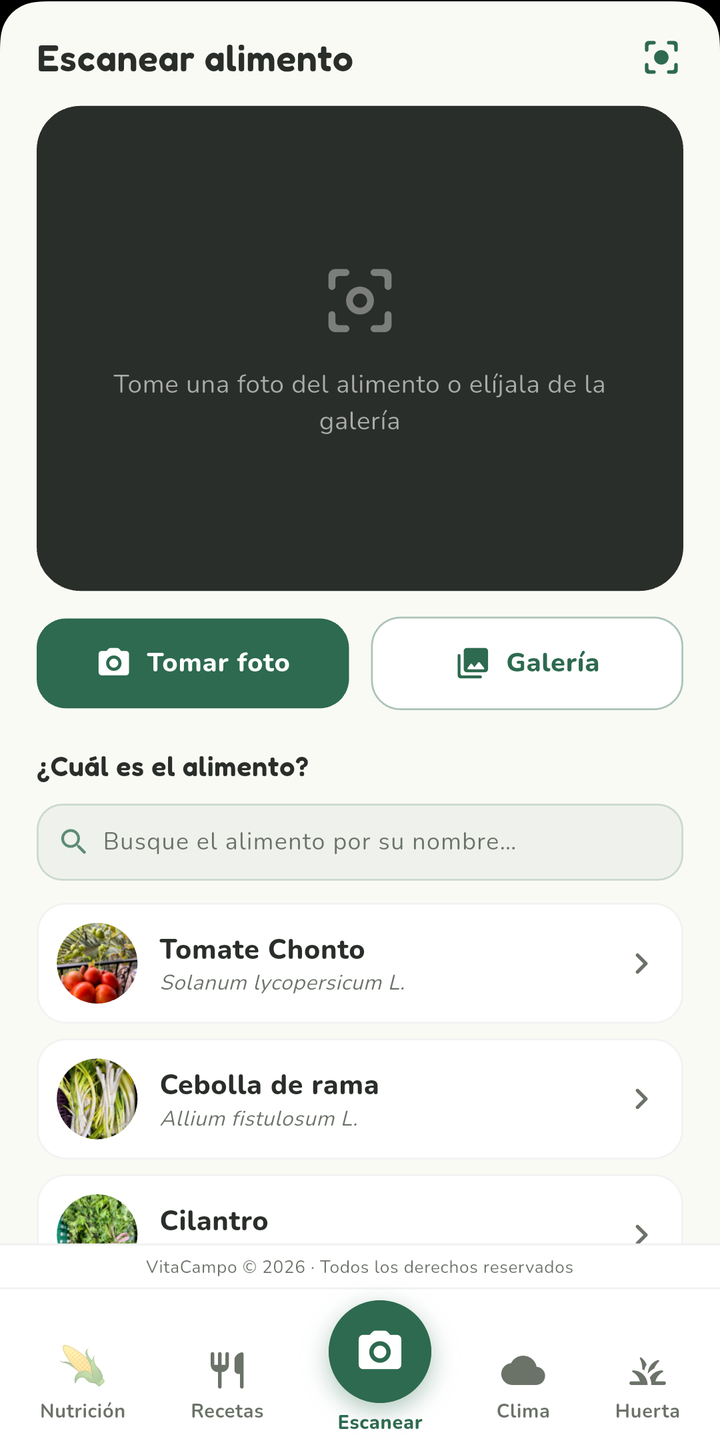 Escanear alimento
Tome una foto del alimento o elíjala de la
galería
Tomar foto
Galería
¿Cuál es el alimento?
Busque el alimento por su nombre...
Tomate Chonto
Solanum lycopersicum L.
Cebolla de rama
Allium fistulosum L.
Cilantro
VitaCampo © 2026 · Todos los derechos reservados
Nutrición
Recetas
Escanear
Clima
Huerta